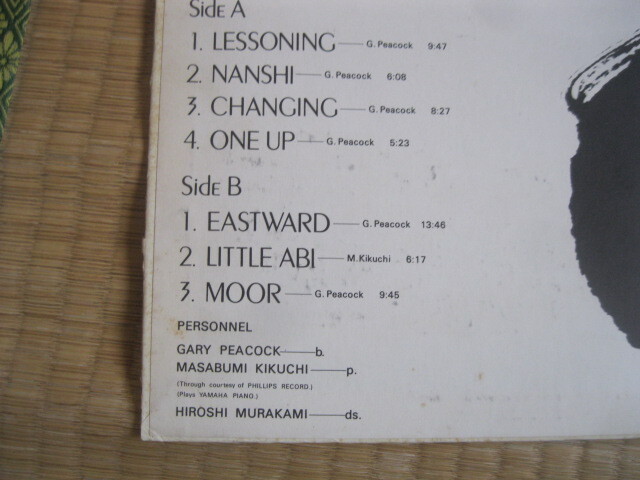 Side A
1. LESSONING — G. Peacock 9:47
2. NANSHI — G. Peacock 6:08
3. CHANGING — G. Peacock 8:27
4. ONE UP — G. Peacock 5:23
Side B
1. EASTWARD — G. Peacock 13:46
2. LITTLE ABI — M. Kikuchi 6:17
3. MOOR — G. Peacock 9:45
PERSONNEL
GARY PEACOCK — b.
MASABUMI KIKUCHI — p.
(Through courtesy of PHILLIPS RECORD.)
(Plays YAMAHA PIANO.)
HIROSHI MURAKAMI — ds.